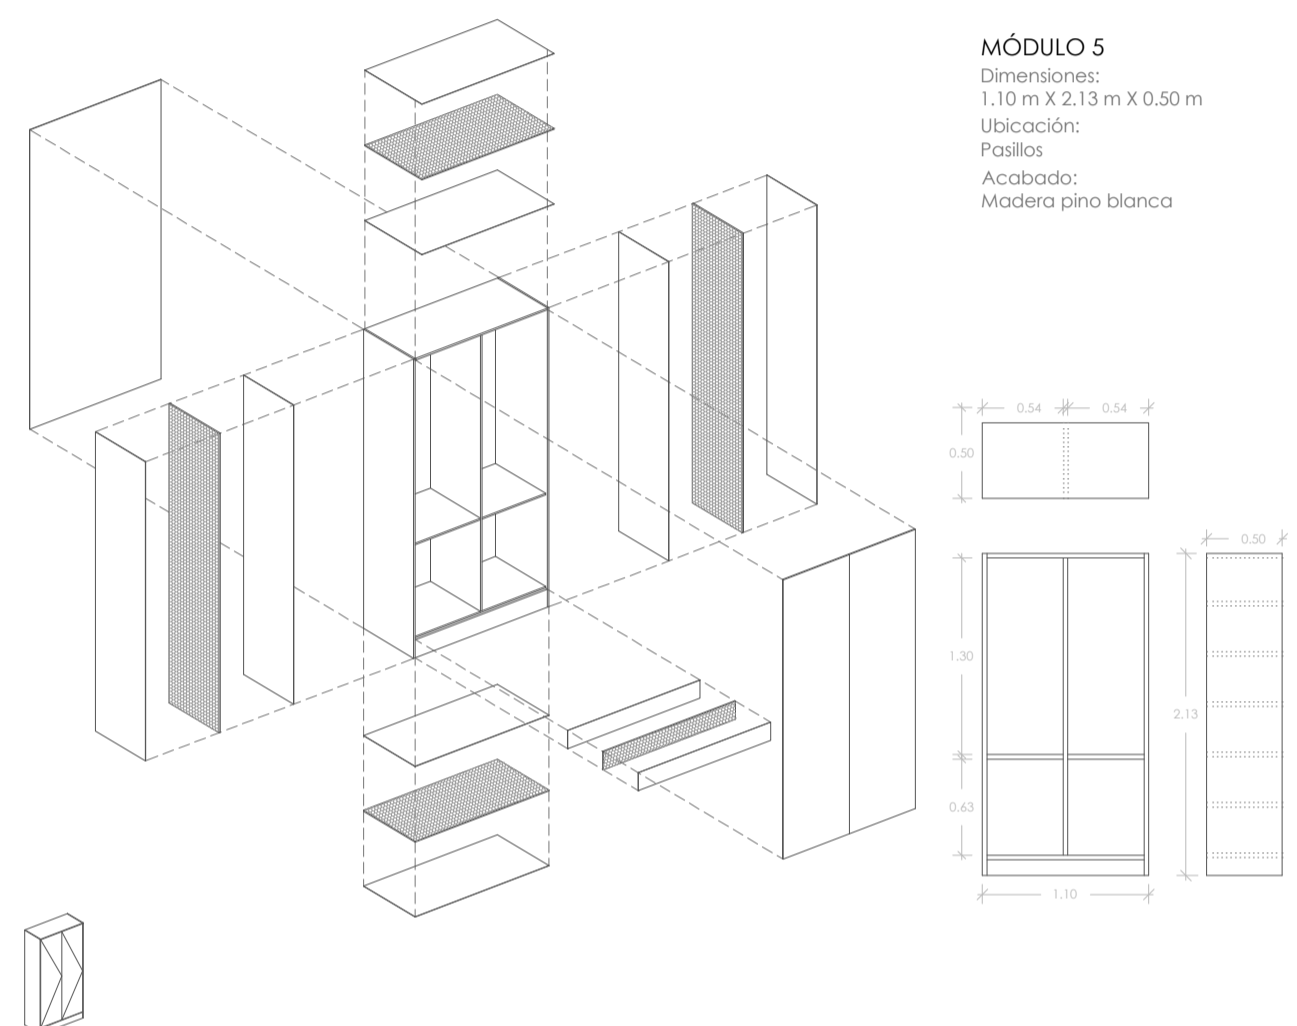 MÓDULO 5
Dimensiones:
1.10 m X 2.13 m X 0.50 m
Ubicación:
Pasillos
Acabado:
Madera pino blanca
0.54 0.54
0.50
0.50
1.30
2.13
0.63
1.10